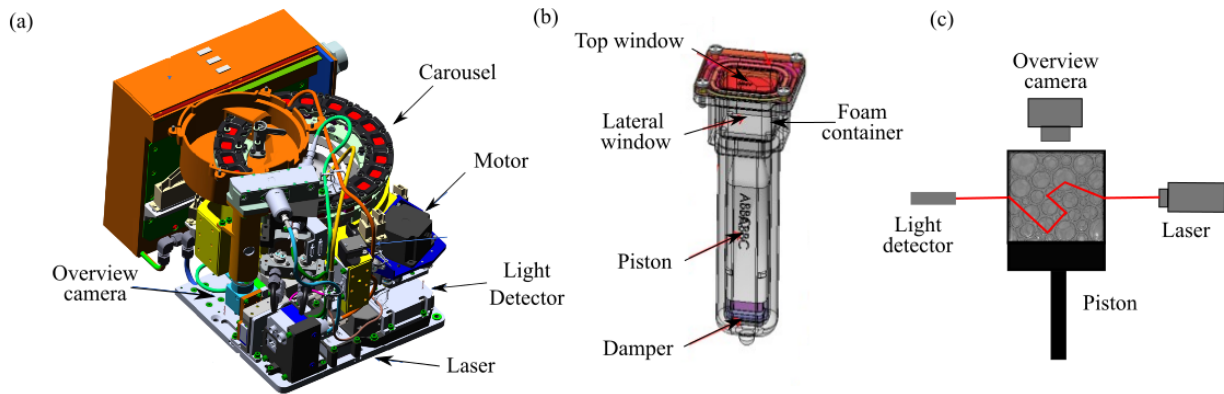 (a)
Carousel
Motor
Light
Detector
Overview
camera
Laser
(b)
Top window
Lateral
window
Foam
container
Piston
Damper
(c)
Overview
camera
Light
detector
Laser
Piston